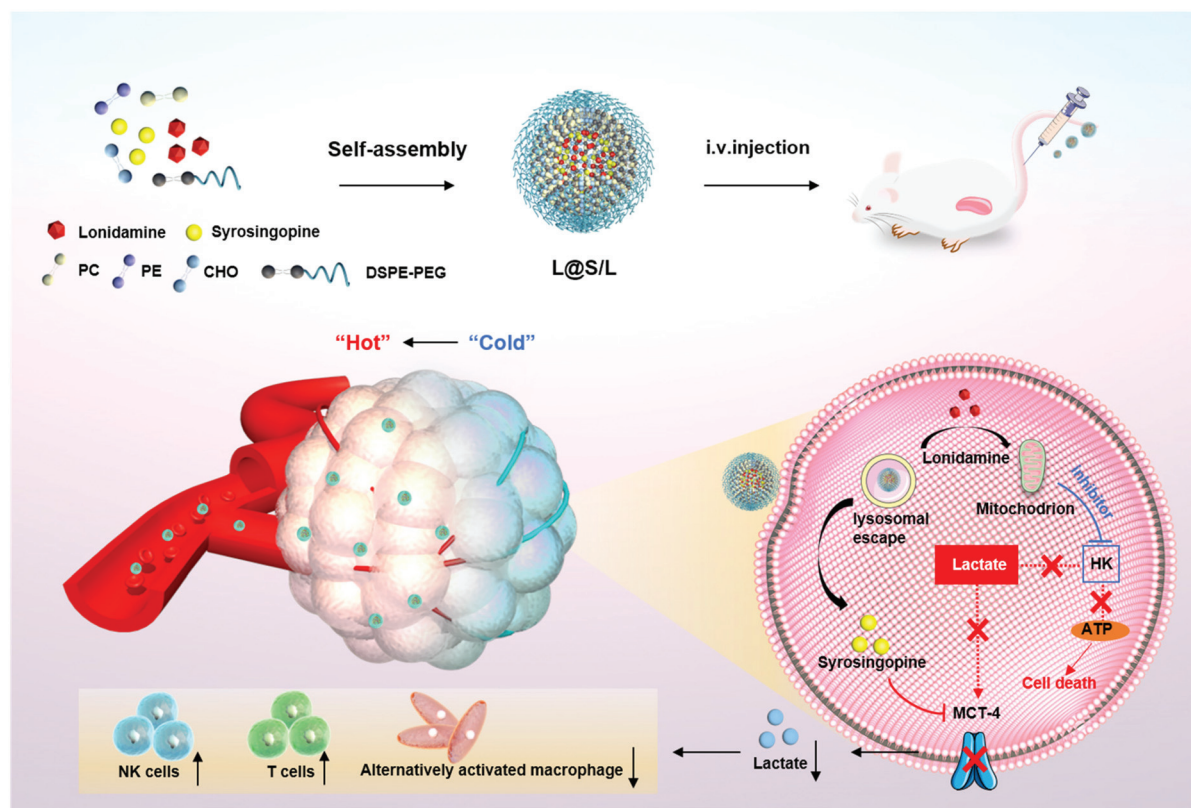 Self-assembly
i.v.injection
Lonidamine
Syrosingopine
PC
PE
CHO
DSPE-PEG
L@S/L
“Hot”
“Cold”
Lonidamine
lysosomal
escape
Mitochodrion
Inhibitor
Lactate
HK
ATP
Syrosingopine
Cell death
MCT-4
NK cells
T cells
Alternatively activated macrophage
Lactate